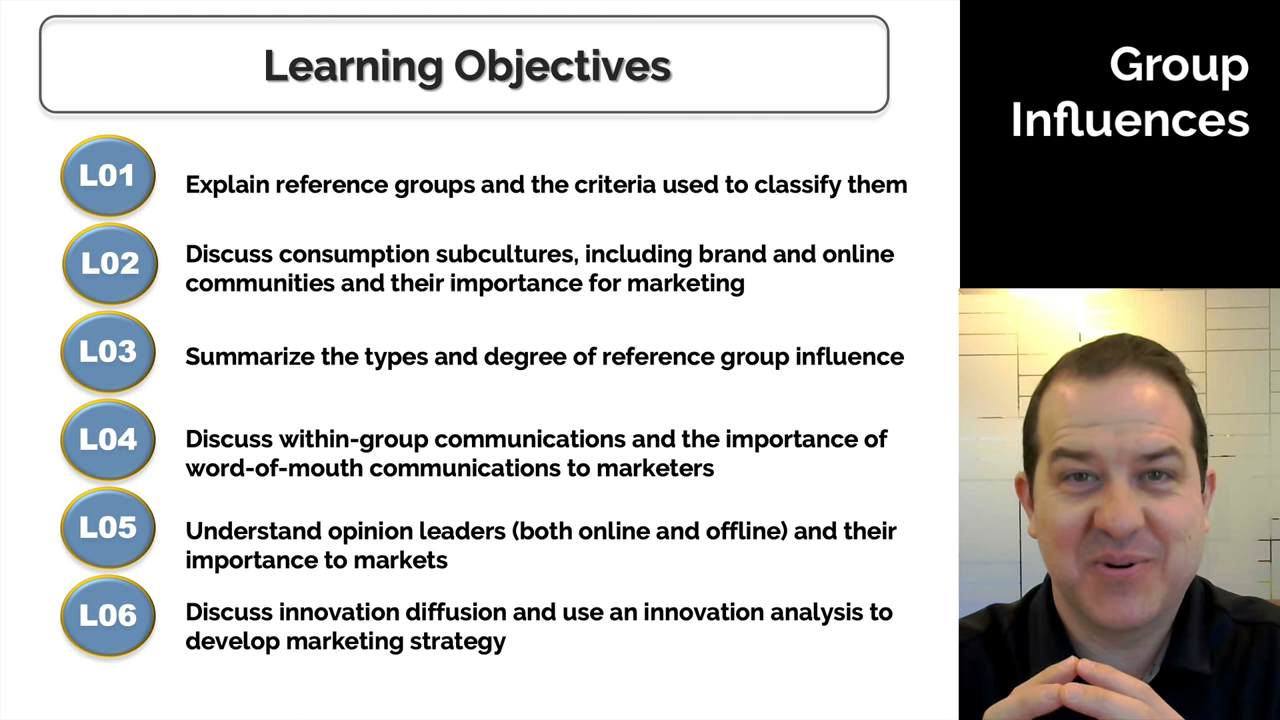 Learning Objectives
Group
Influences
L01
Explain reference groups and the criteria used to classify them
L02
Discuss consumption subcultures, including brand and online
communities and their importance for marketing
L03
Summarize the types and degree of reference group influence
L04
Discuss within-group communications and the importance of
word-of-mouth communications to marketers
L05
Understand opinion leaders (both online and offline) and their
importance to markets
L06
Discuss innovation diffusion and use an innovation analysis to
develop marketing strategy